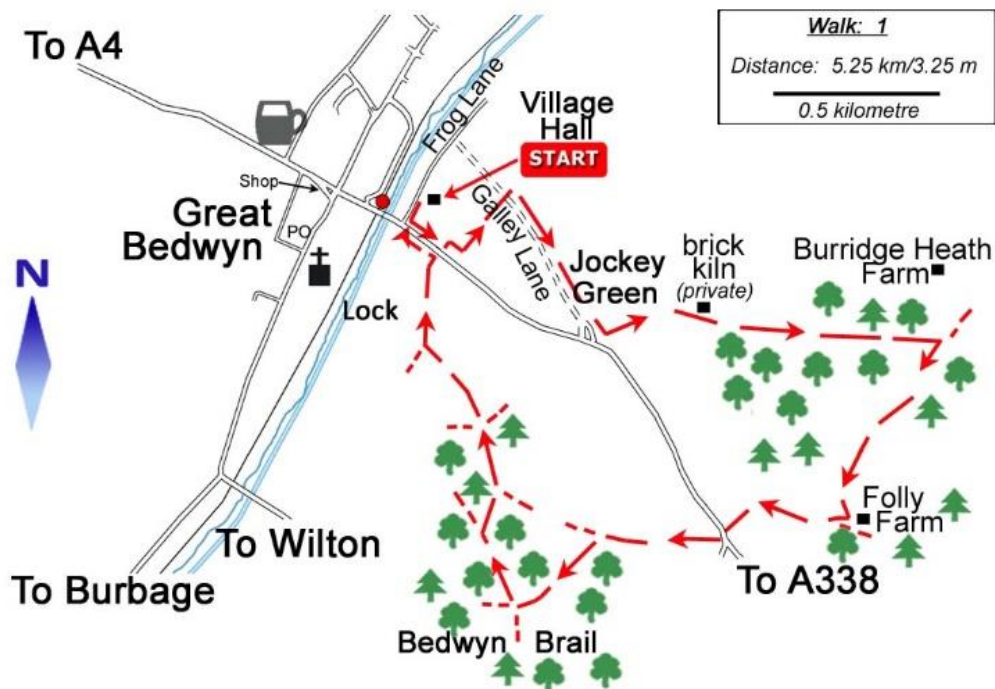 To A4
Walk: 1
Distance: 5.25 km/3.25 m
0.5 kilometre
Frog Lane
Village
Hall
START
Shop
Great
Bedwyn
PO
Galley Lane
Jockey
Green
brick
kiln
(private)
Burridge Heath
Farm
N
Lock
Folly
Farm
To Wilton
To Burbage
To A338
Bedwyn Brail